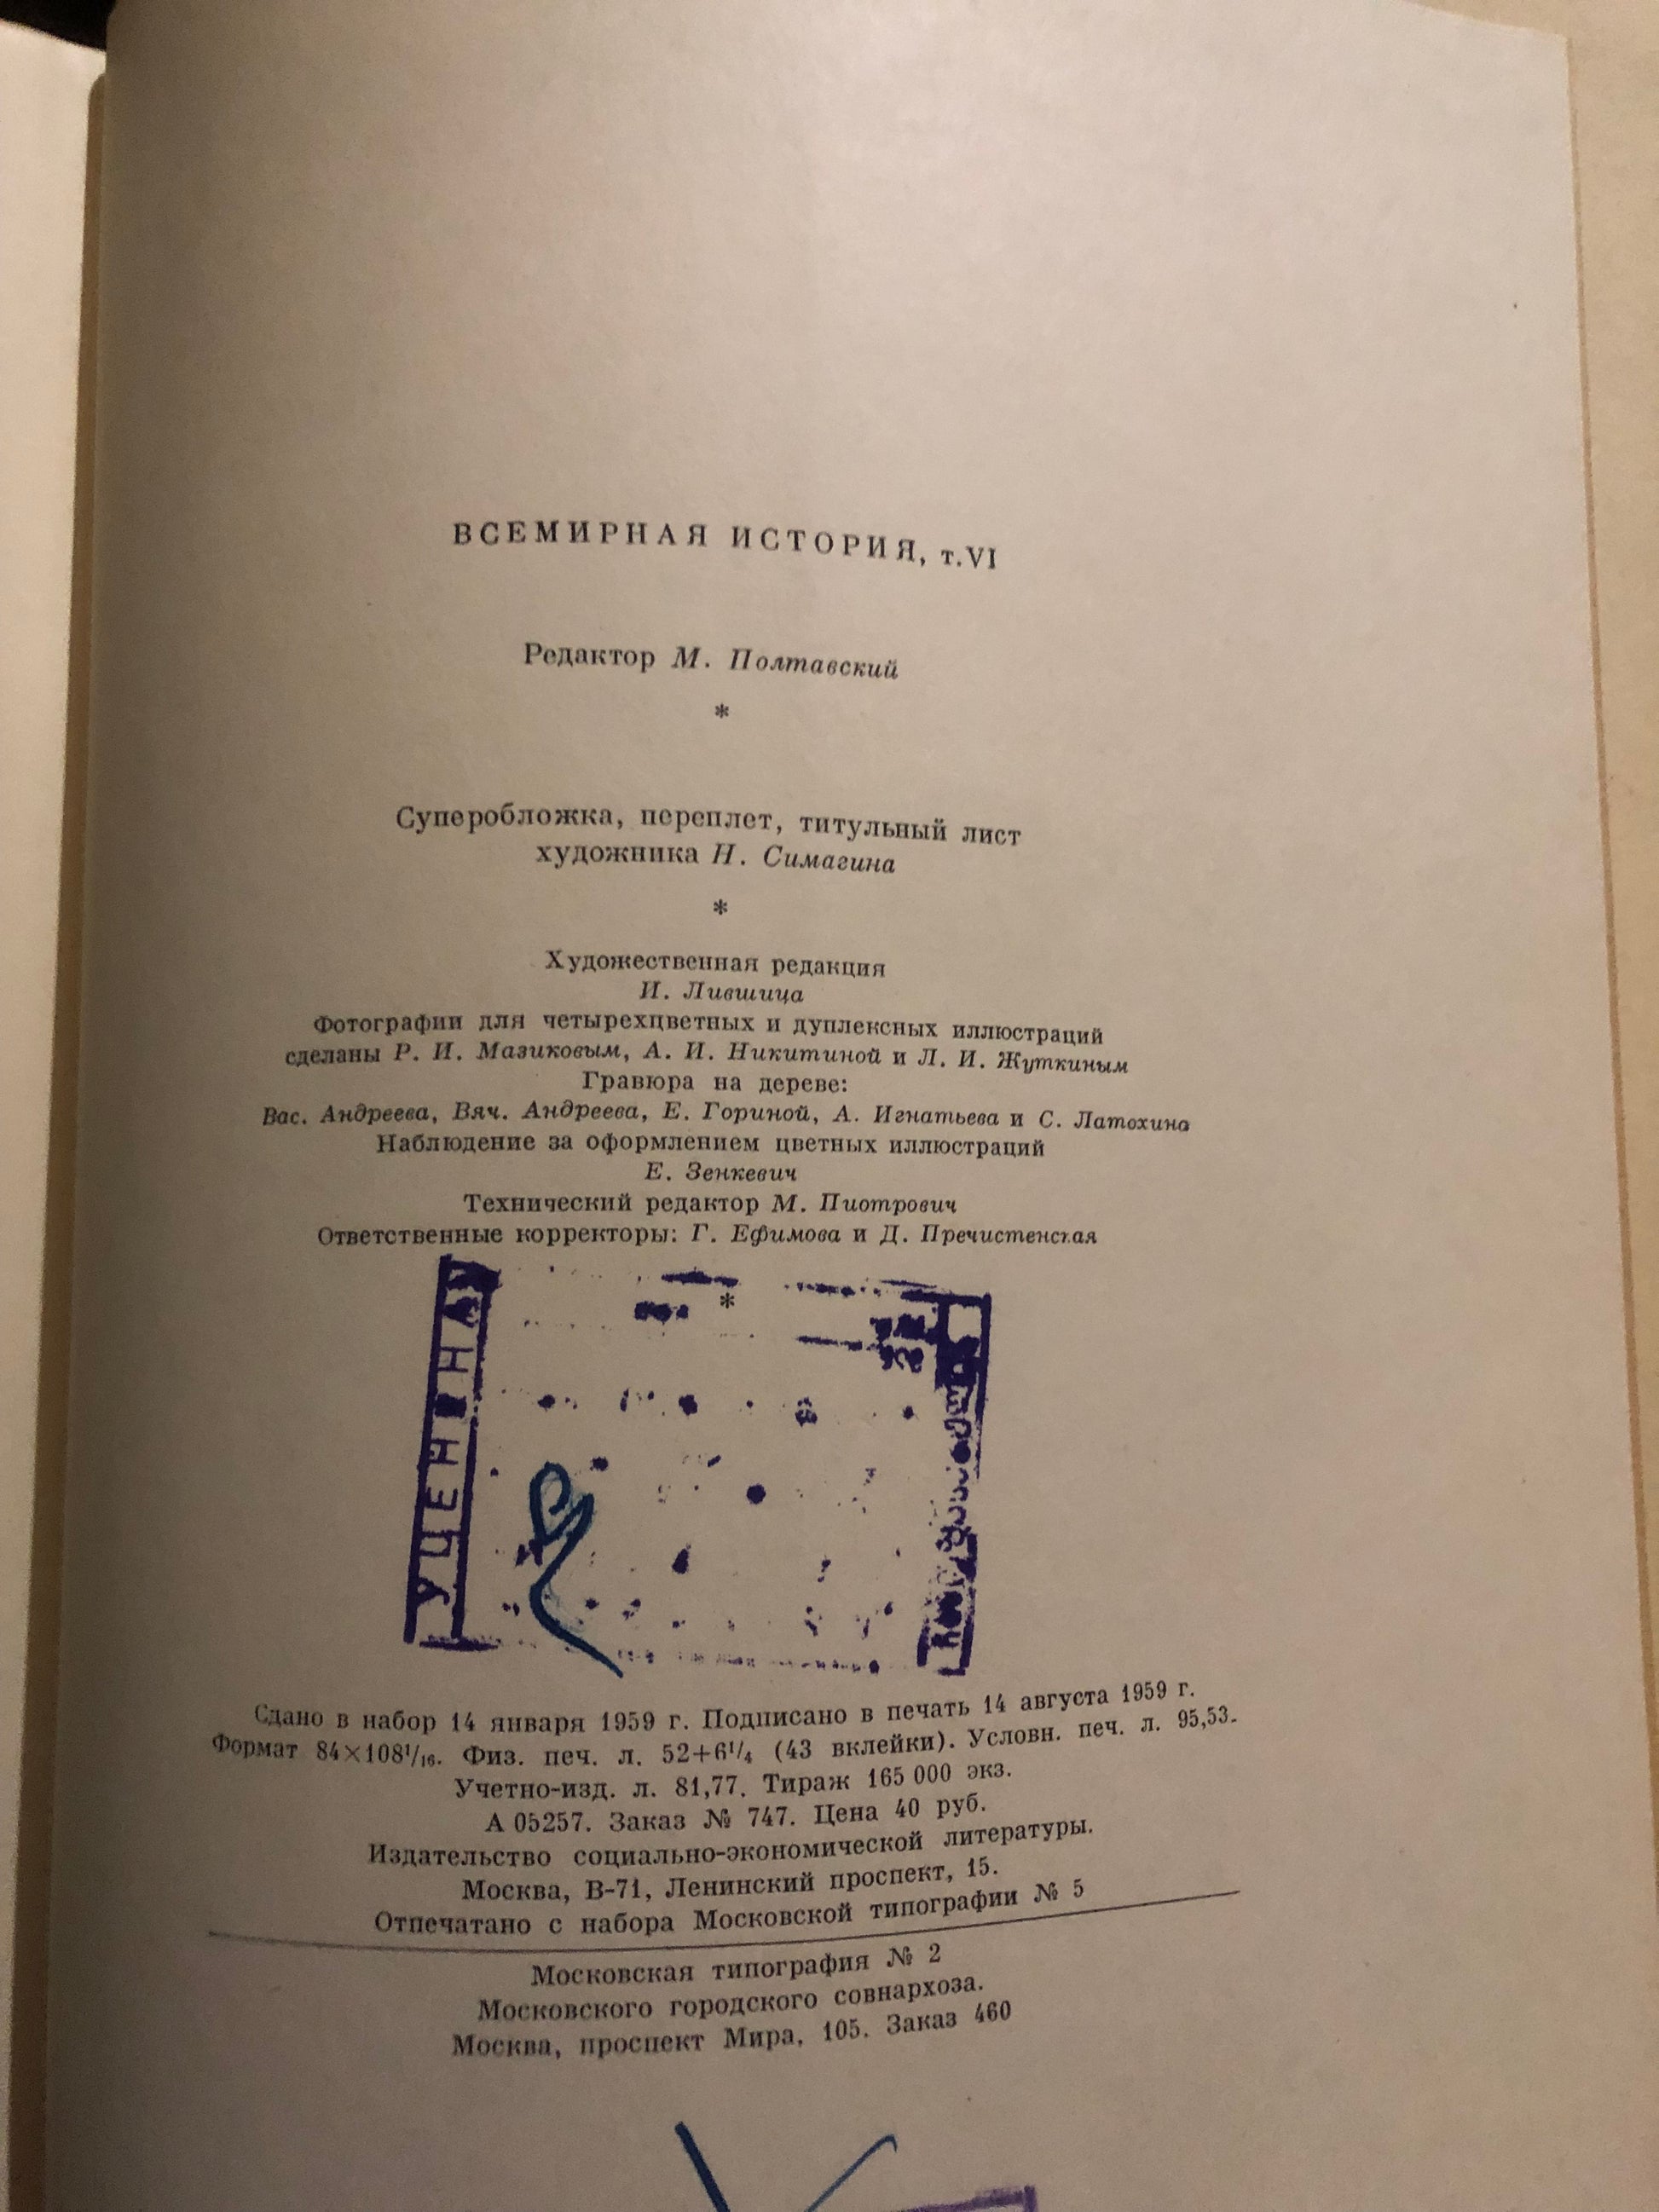 ВСЕМИРНАЯ ИСТОРИЯ, т. VI
Редактор М. Полтавский
*
Суперобложка, переплет, титульный лист
художника Н. Симагина
*
Художественная редакция
И. Лившица
Фотографии для четырехцветных и дуплексных иллюстраций
сделаны Р. И. Мазиковым, А. И. Никитиной и Л. И. Жуткиным
Гравюра на дереве:
Вас. Андреева, Вяч. Андреева, Е. Гориной, А. Игнатьева и С. Латохина
Наблюдение за оформлением цветных иллюстраций
Е. Зенкевич
Технический редактор М. Пиотрович
Ответственные корректоры: Г. Ефимова и Д. Пречистенская
*
Сдано в набор 14 января 1959 г. Подписано в печать 14 августа 1959 г.
Формат 84×108¹/₁₆. Физ. печ. л. 52+6¹/₄ (43 вклейки). Условн. печ. л. 95,53.
Учетно-изд. л. 81,77. Тираж 165 000 экз.
А 05257. Заказ № 747. Цена 40 руб.
Издательство социально-экономической литературы.
Москва, В-71, Ленинский проспект, 15.
Отпечатано с набора Московской типографии № 5
Московская типография № 2
Московского городского совнархоза.
Москва, проспект Мира, 105. Заказ 460